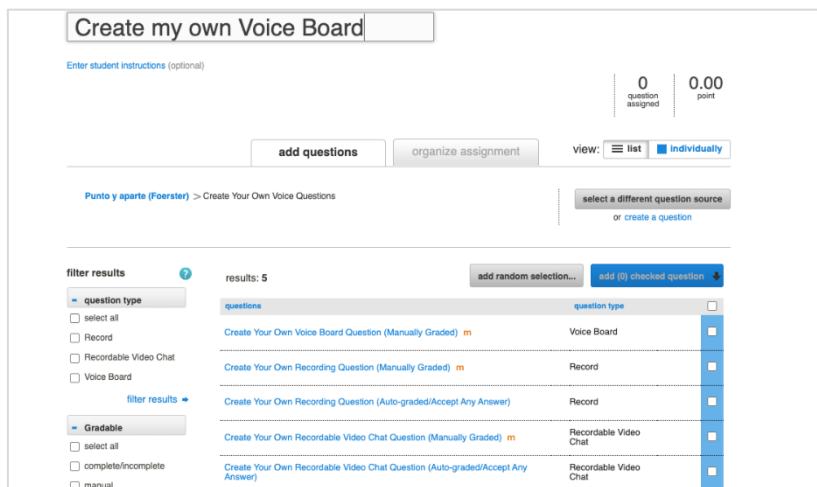 Create my own Voice Board
Enter student instructions (optional)
0
question
assigned
0.00
point
add questions
organize assignment
view:
list
individually
Punto y aparte (Foerster) > Create Your Own Voice Questions
select a different question source
or create a question
filter results ?
results: 5
add random selection...
add (0) checked question
question type
select all
Record
Recordable Video Chat
Voice Board
filter results
Gradable
select all
complete/incomplete
manual
questions
question type
Create Your Own Voice Board Question (Manually Graded) m
Voice Board
Create Your Own Recording Question (Manually Graded) m
Record
Create Your Own Recording Question (Auto-graded/Accept Any Answer)
Record
Create Your Own Recordable Video Chat Question (Manually Graded) m
Recordable Video
Chat
Create Your Own Recordable Video Chat Question (Auto-graded/Accept Any
Answer)
Recordable Video
Chat